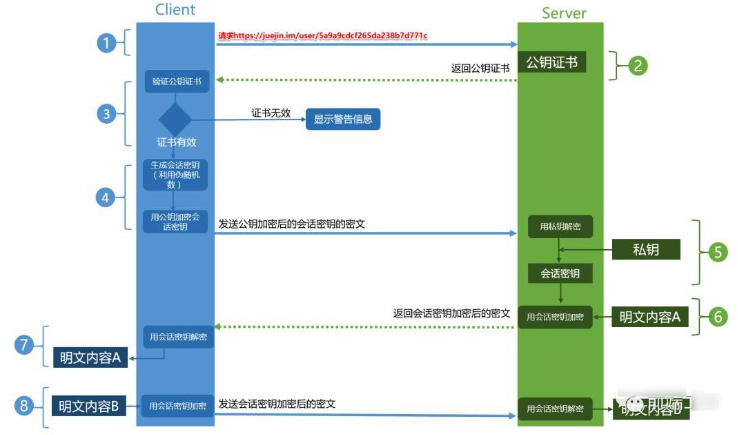 Client
Server
1
请求https://juejin.im/user/5a9a9cdcf265da238b7d771c
公钥证书
2
返回公钥证书
验证公钥证书
3
证书无效
显示警告信息
证书有效
4
生成会话密钥
（利用伪随机
数）
用公钥加密会
话密钥
发送公钥加密后的会话密钥的密文
用私钥解密
私钥
5
会话密钥
返回会话密钥加密后的密文
用会话密钥加密
明文内容A
6
7
用会话密钥解密
明文内容A
8
明文内容B
用会话密钥加密
发送会话密钥加密后的密文
用会话密钥解密
明文内容
前端